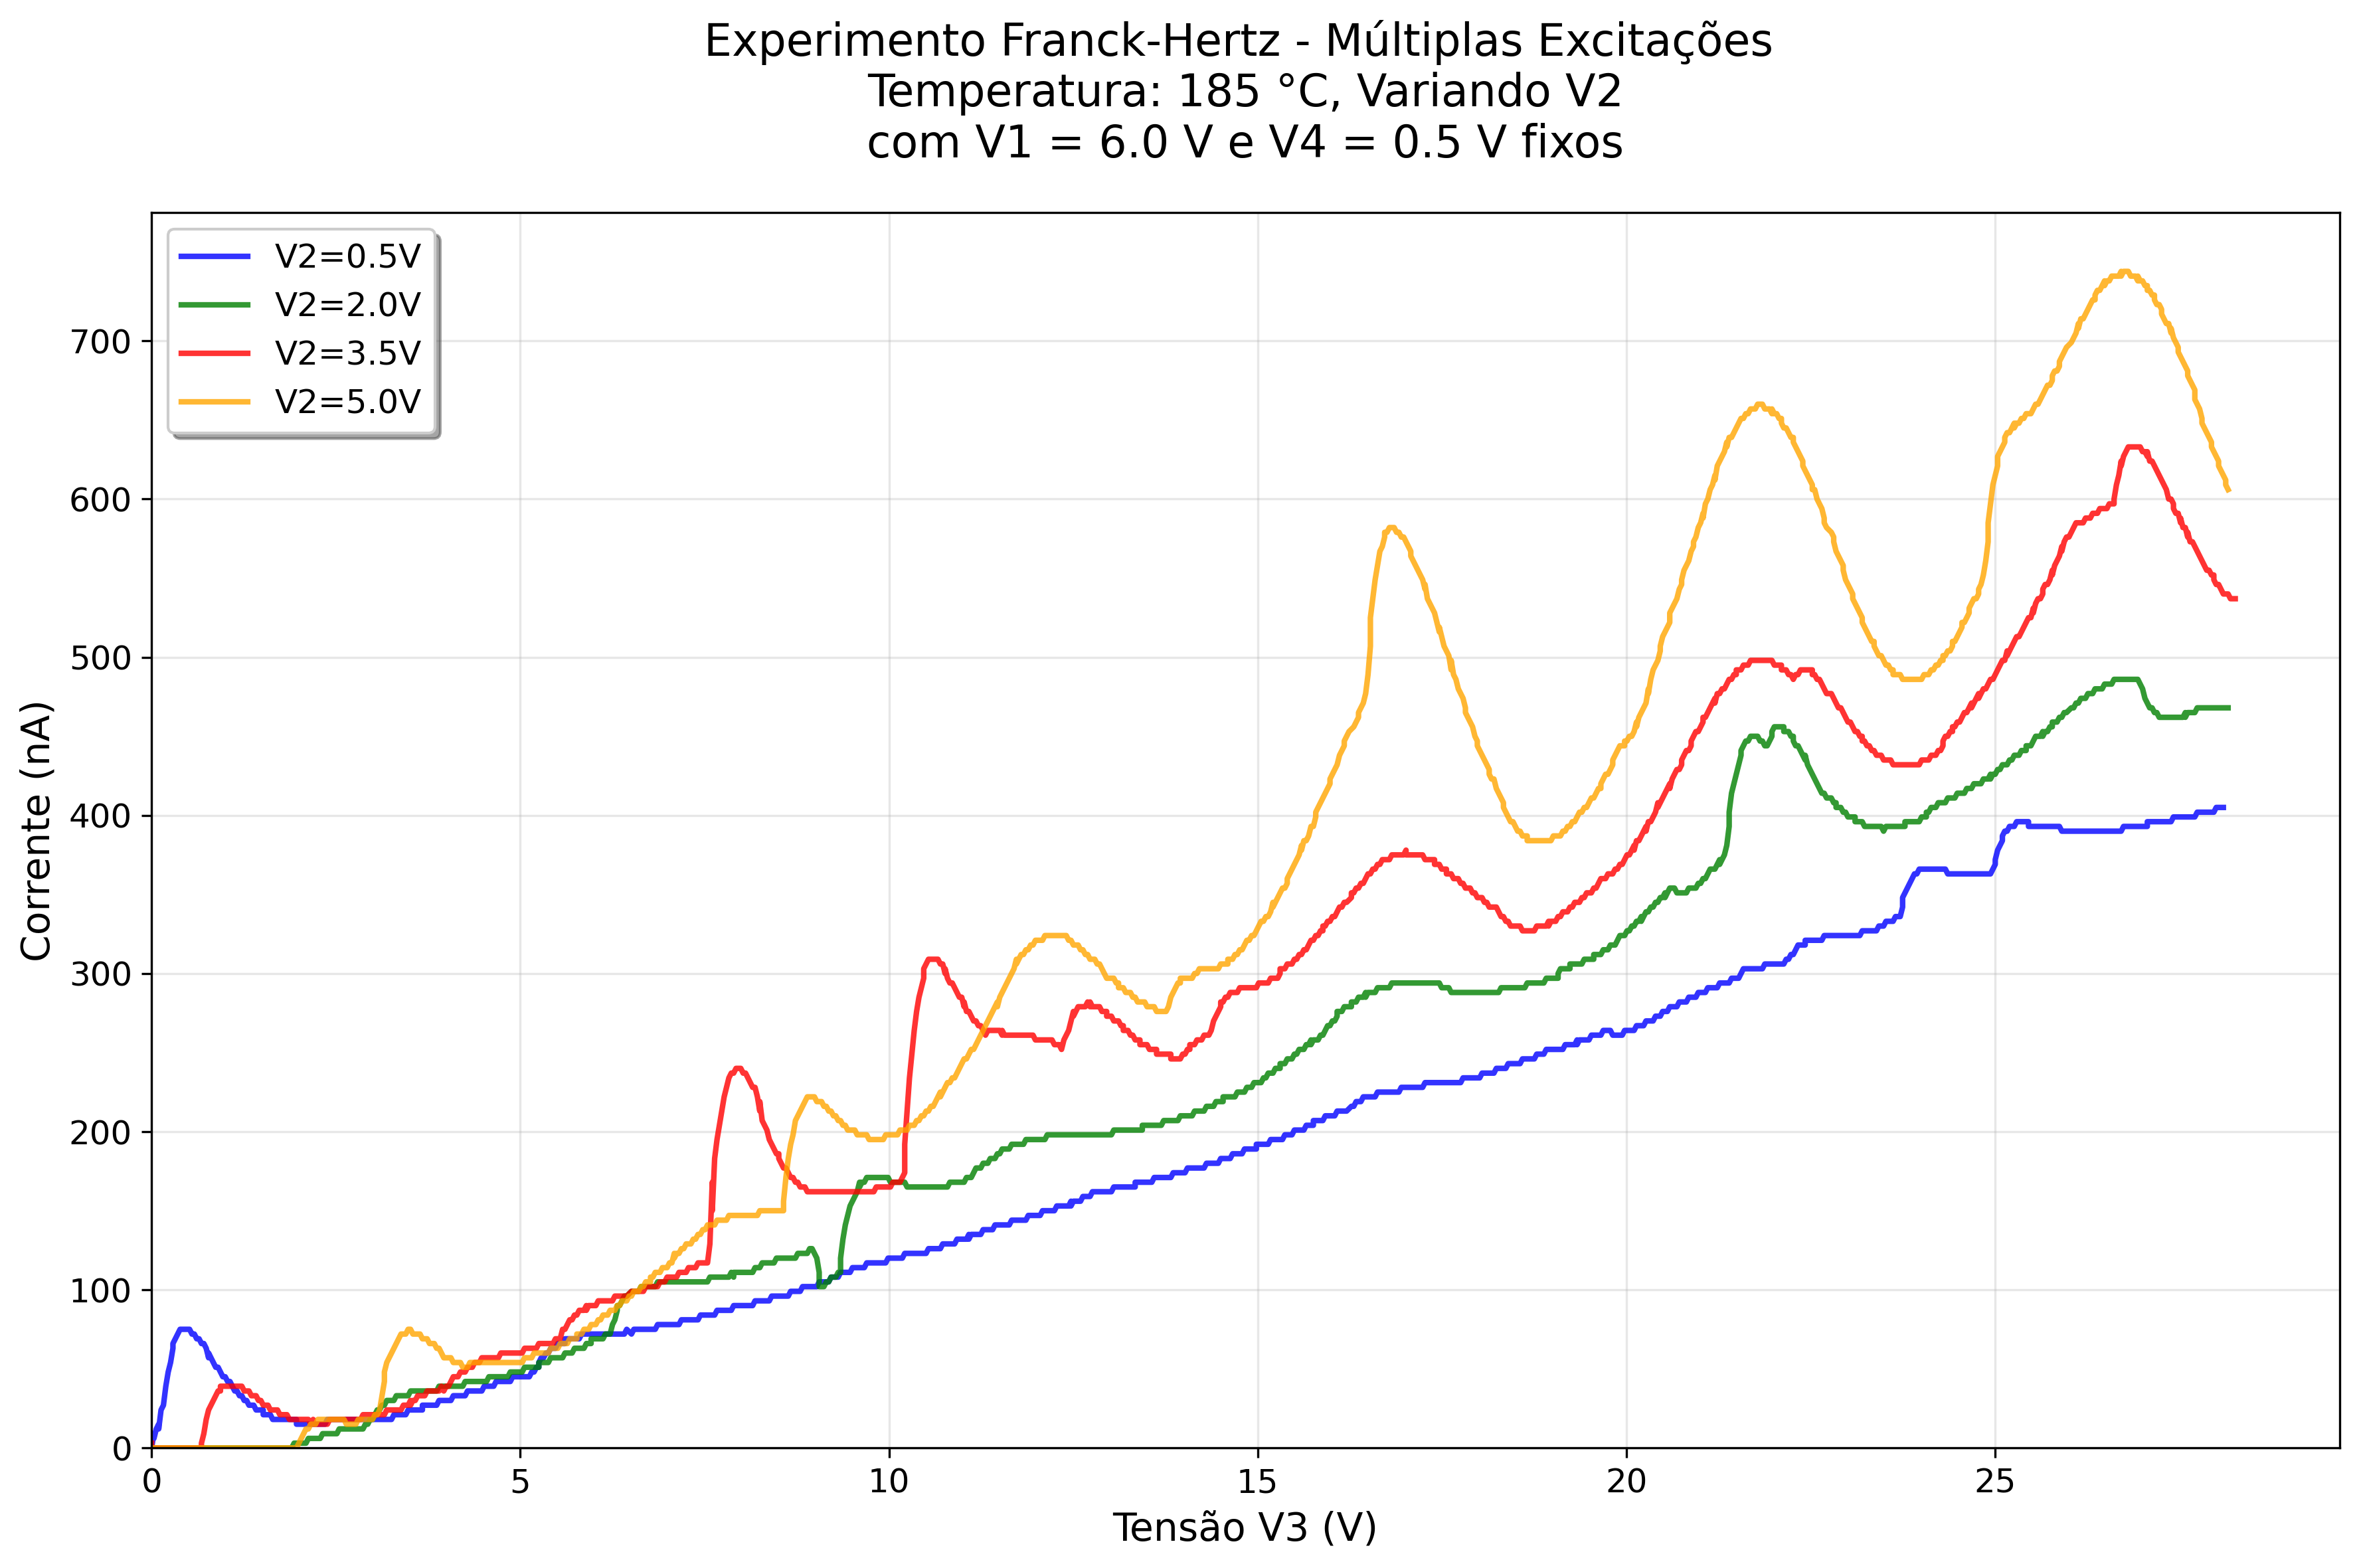 Experimento Franck-Hertz - Múltiplas Excitações
Temperatura: 185 °C, Variando V2
com V1 = 6.0 V e V4 = 0.5 V fixos
V2=0.5V
V2=2.0V
V2=3.5V
V2=5.0V
700
600
500
400
300
200
100
0
Corrente (nA)
0
5
10
15
20
25
Tensão V3 (V)